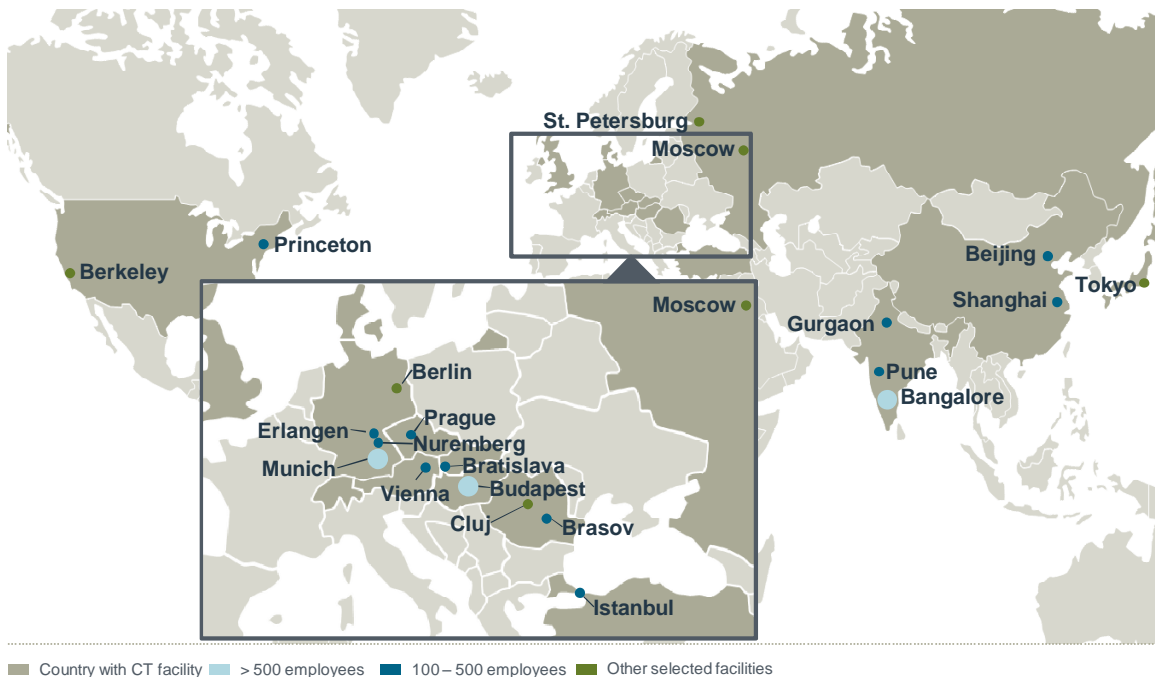 St. Petersburg
Moscow
Princeton
Berkeley
Beijing
Tokyo
Shanghai
Gurgaon
Pune
Bangalore
Moscow
Berlin
Prague
Erlangen
Nuremberg
Munich
Bratislava
Vienna
Budapest
Cluj
Brasov
Istanbul
Country with CT facility
> 500 employees
100 – 500 employees
Other selected facilities